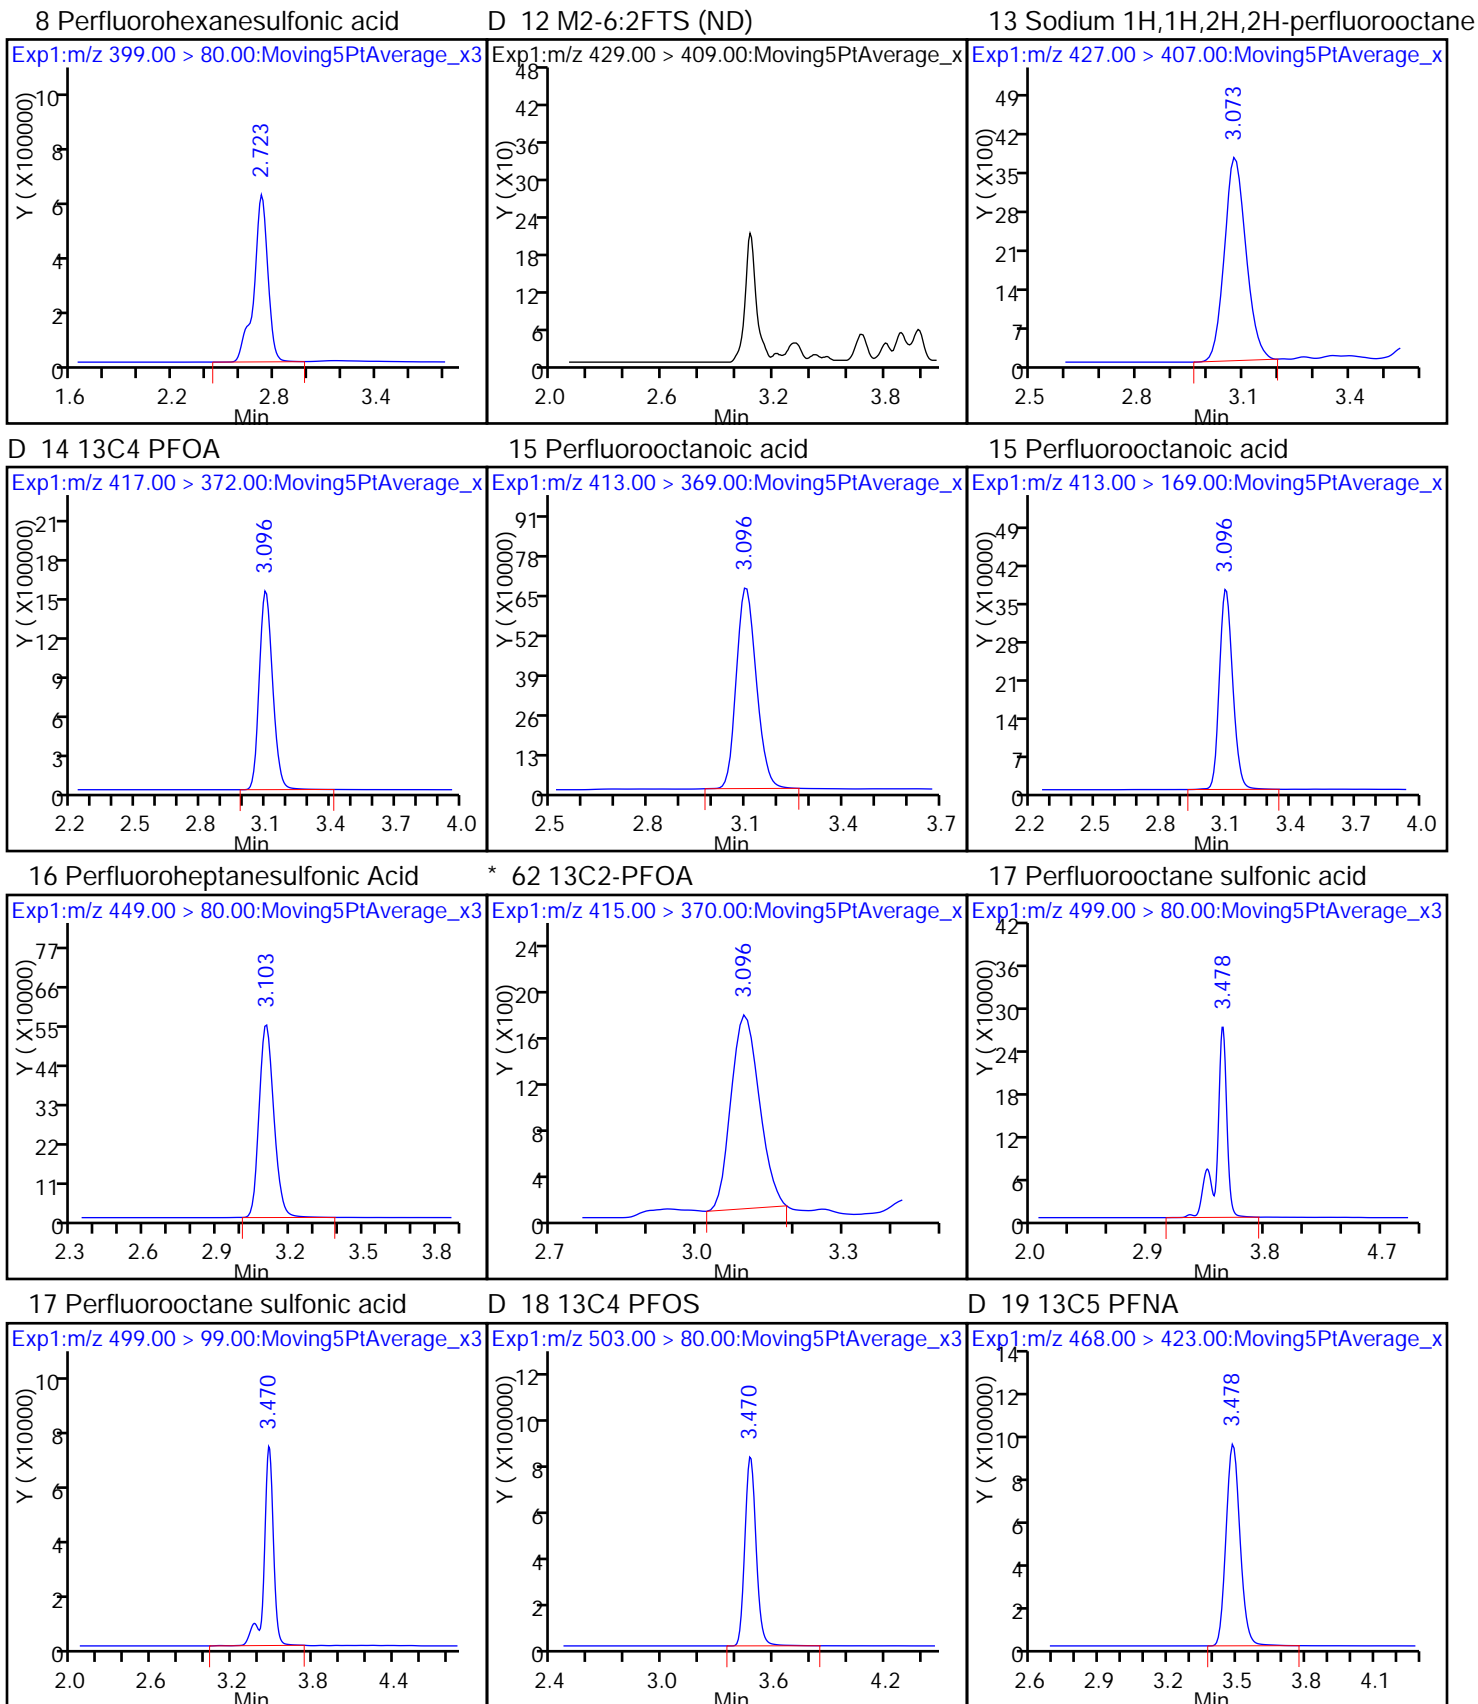 8 Perfluorohexanesulfonic acid
Exp1:m/z 399.00 > 80.00:Moving5PtAverage_x3
Y ( X100000)
10
8
6
4
2
0
2.723
1.6 2.2 2.8 3.4
Min
D 12 M2-6:2FTS (ND)
Exp1:m/z 429.00 > 409.00:Moving5PtAverage_x
Y ( X10)
48
42
36
30
24
18
12
6
0
2.0 2.6 3.2 3.8
Min
13 Sodium 1H,1H,2H,2H-perfluorooctane
Exp1:m/z 427.00 > 407.00:Moving5PtAverage_x
Y ( X100)
49
42
35
28
21
14
7
0
3.073
2.5 2.8 3.1 3.4
Min
D 14 13C4 PFOA
Exp1:m/z 417.00 > 372.00:Moving5PtAverage_x
Y ( X100000)
21
18
15
12
9
6
3
0
3.096
2.2 2.5 2.8 3.1 3.4 3.7 4.0
Min
15 Perfluorooctanoic acid
Exp1:m/z 413.00 > 369.00:Moving5PtAverage_x
Y ( X10000)
91
78
65
52
39
26
13
0
3.096
2.5 2.8 3.1 3.4 3.7
Min
15 Perfluorooctanoic acid
Exp1:m/z 413.00 > 169.00:Moving5PtAverage_x
Y ( X10000)
49
42
35
28
21
14
7
0
3.096
2.2 2.5 2.8 3.1 3.4 3.7 4.0
Min
16 Perfluoroheptanesulfonic Acid
Exp1:m/z 449.00 > 80.00:Moving5PtAverage_x3
Y ( X10000)
77
66
55
44
33
22
11
0
3.103
2.3 2.6 2.9 3.2 3.5 3.8
Min
* 62 13C2-PFOA
Exp1:m/z 415.00 > 370.00:Moving5PtAverage_x
Y ( X100)
24
20
16
12
8
4
0
3.096
2.7 3.0 3.3
Min
17 Perfluorooctane sulfonic acid
Exp1:m/z 499.00 > 80.00:Moving5PtAverage_x3
Y ( X10000)
42
36
30
24
18
12
6
0
3.478
2.0 2.9 3.8 4.7
Min
17 Perfluorooctane sulfonic acid
Exp1:m/z 499.00 > 99.00:Moving5PtAverage_x3
Y ( X100000)
10
8
6
4
2
0
3.470
2.0 2.6 3.2 3.8 4.4
Min
D 18 13C4 PFOS
Exp1:m/z 503.00 > 80.00:Moving5PtAverage_x3
Y ( X100000)
12
10
8
6
4
2
0
3.470
2.4 3.0 3.6 4.2
Min
D 19 13C5 PFNA
Exp1:m/z 468.00 > 423.00:Moving5PtAverage_x
Y ( X100000)
14
12
10
8
6
4
2
0
3.478
2.6 2.9 3.2 3.5 3.8 4.1
Min